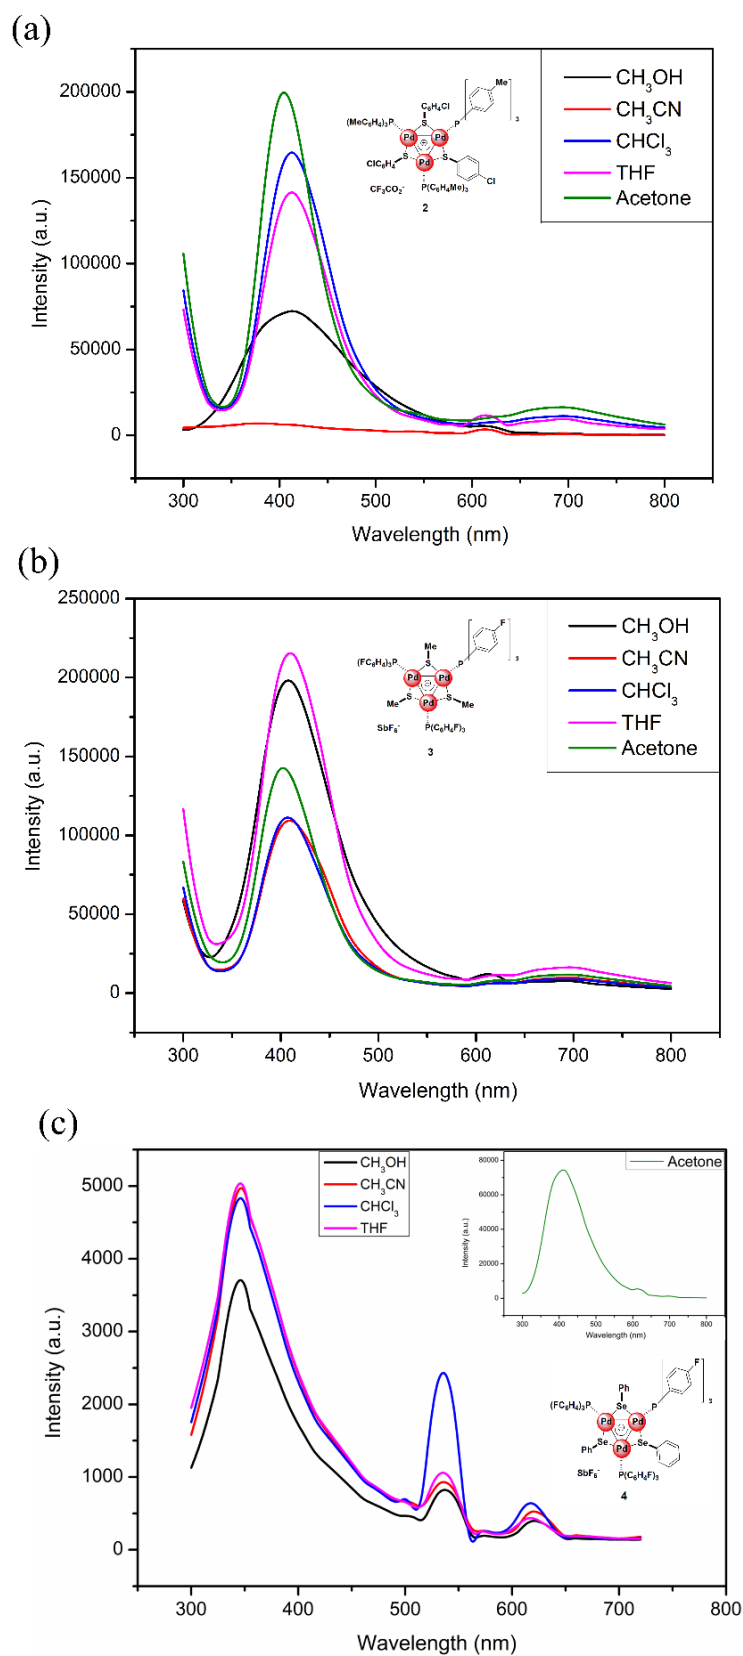 (a)
Intensity (a.u.)
200000
150000
100000
50000
0
300 400 500 600 700 800
Wavelength (nm)
CH₃OH
CH₃CN
CHCl₃
THF
Acetone
C₆H₄Cl
S
Me
(MeC₆H₄)₃P
P
3
Pd Pd
ClC₆H₄ S
S
Pd
Cl
CF₃CO₂⁻
P(C₆H₄Me)₃
2
(b)
Intensity (a.u.)
250000
200000
150000
100000
50000
0
300 400 500 600 700 800
Wavelength (nm)
CH₃OH
CH₃CN
CHCl₃
THF
Acetone
F
Me
S
(FC₆H₄)₃P
P
3
Pd Pd
Me S
S Me
Pd
SbF₆⁻
P(C₆H₄F)₃
3
(c)
Intensity (a.u.)
5000
4000
3000
2000
1000
0
300 400 500 600 700
Wavelength (nm)
CH₃OH
CH₃CN
CHCl₃
THF
Acetone
Intensity (a.u.)
80000
60000
40000
20000
0
300 400 500 600 700 800
Wavelength (nm)
F
Ph
Se
(FC₆H₄)₃P
P
3
Pd Pd
Ph Se
Se
Pd
SbF₆⁻
P(C₆H₄F)₃
4